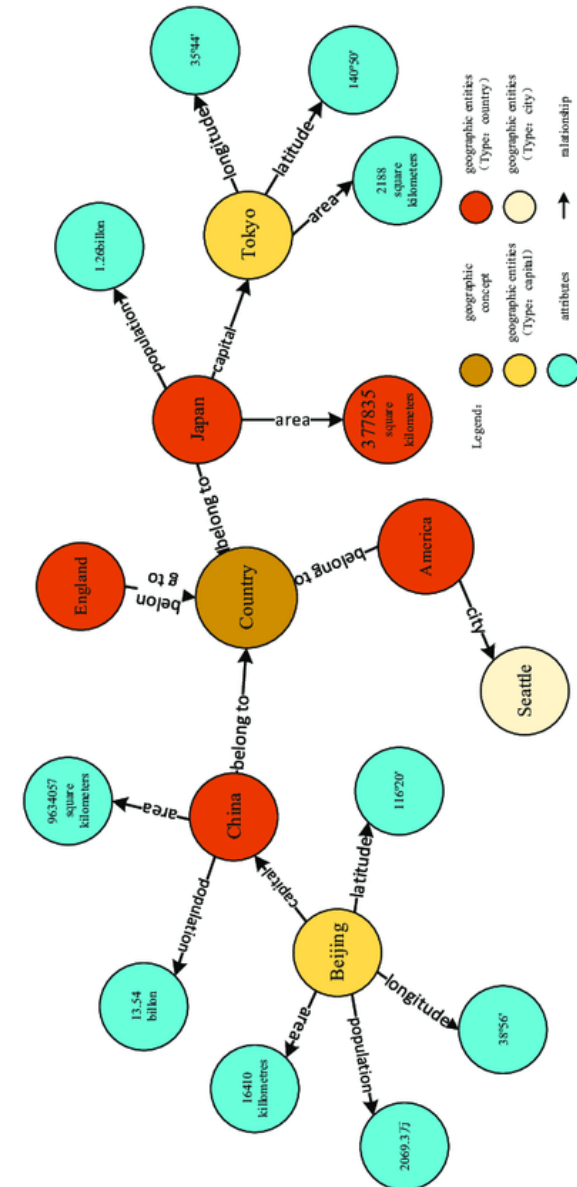 9634057
square
kilometers
13.54
billon
area
population
China
belong to
capital
Beijing
16410
killometres
area
population
2069.3万
longitude
38°56'
latitude
116°20'
England
belon
g to
Country
belong to
America
city
Seattle
belong to
Japan
population
1.26billon
capital
area
377835
square
kilometers
Tokyo
longitude
35°44'
latitude
140°50'
area
2188
square
kilometers
Legend:
geographic
concept
geographic entities
(Type: country)
geographic entities
(Type: capital)
geographic entities
(Type: city)
attributes
ralationship